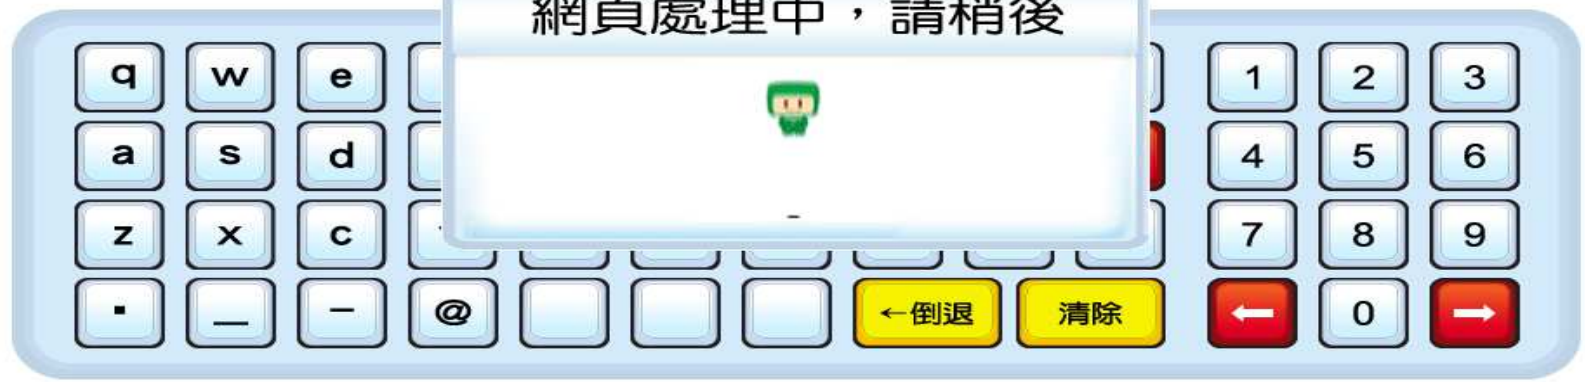 網頁處理中，請稍後
q w e 1 2 3
a s d 4 5 6
z x c 7 8 9
. _ - @ ←倒退 清除 ← 0 →